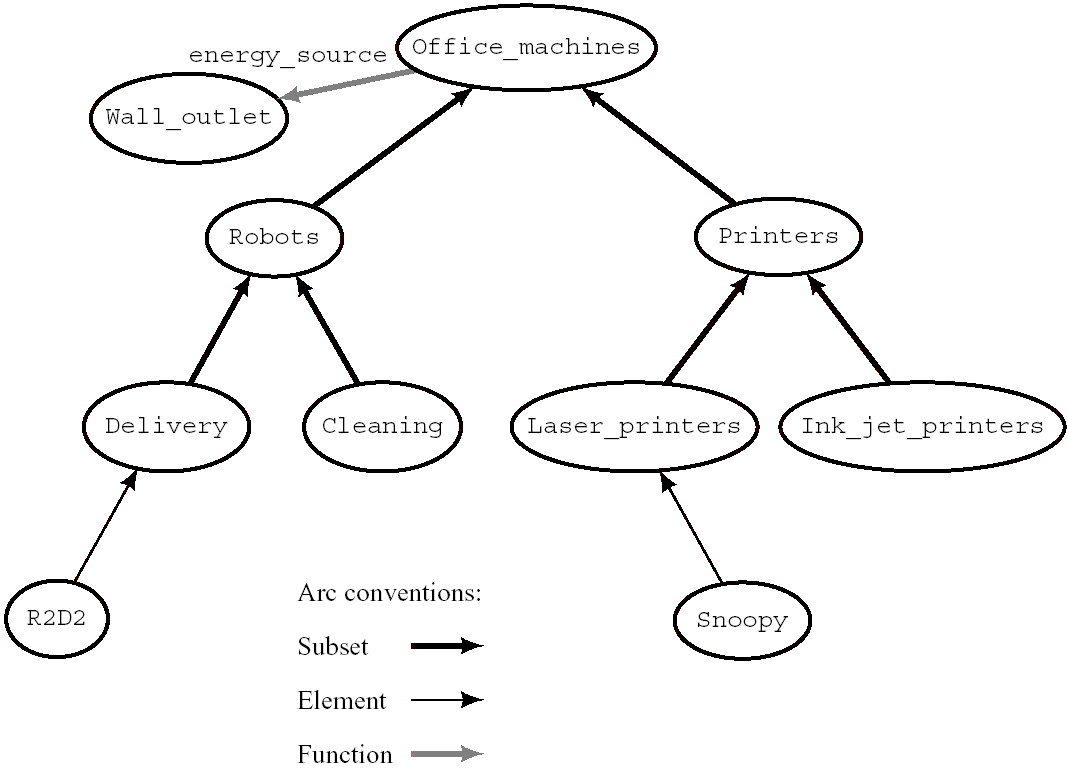 Office_machines
energy_source
Wall_outlet
Robots
Printers
Delivery
Cleaning
Laser_printers
Ink_jet_printers
R2D2
Snoopy
Arc conventions:
Subset
Element
Function